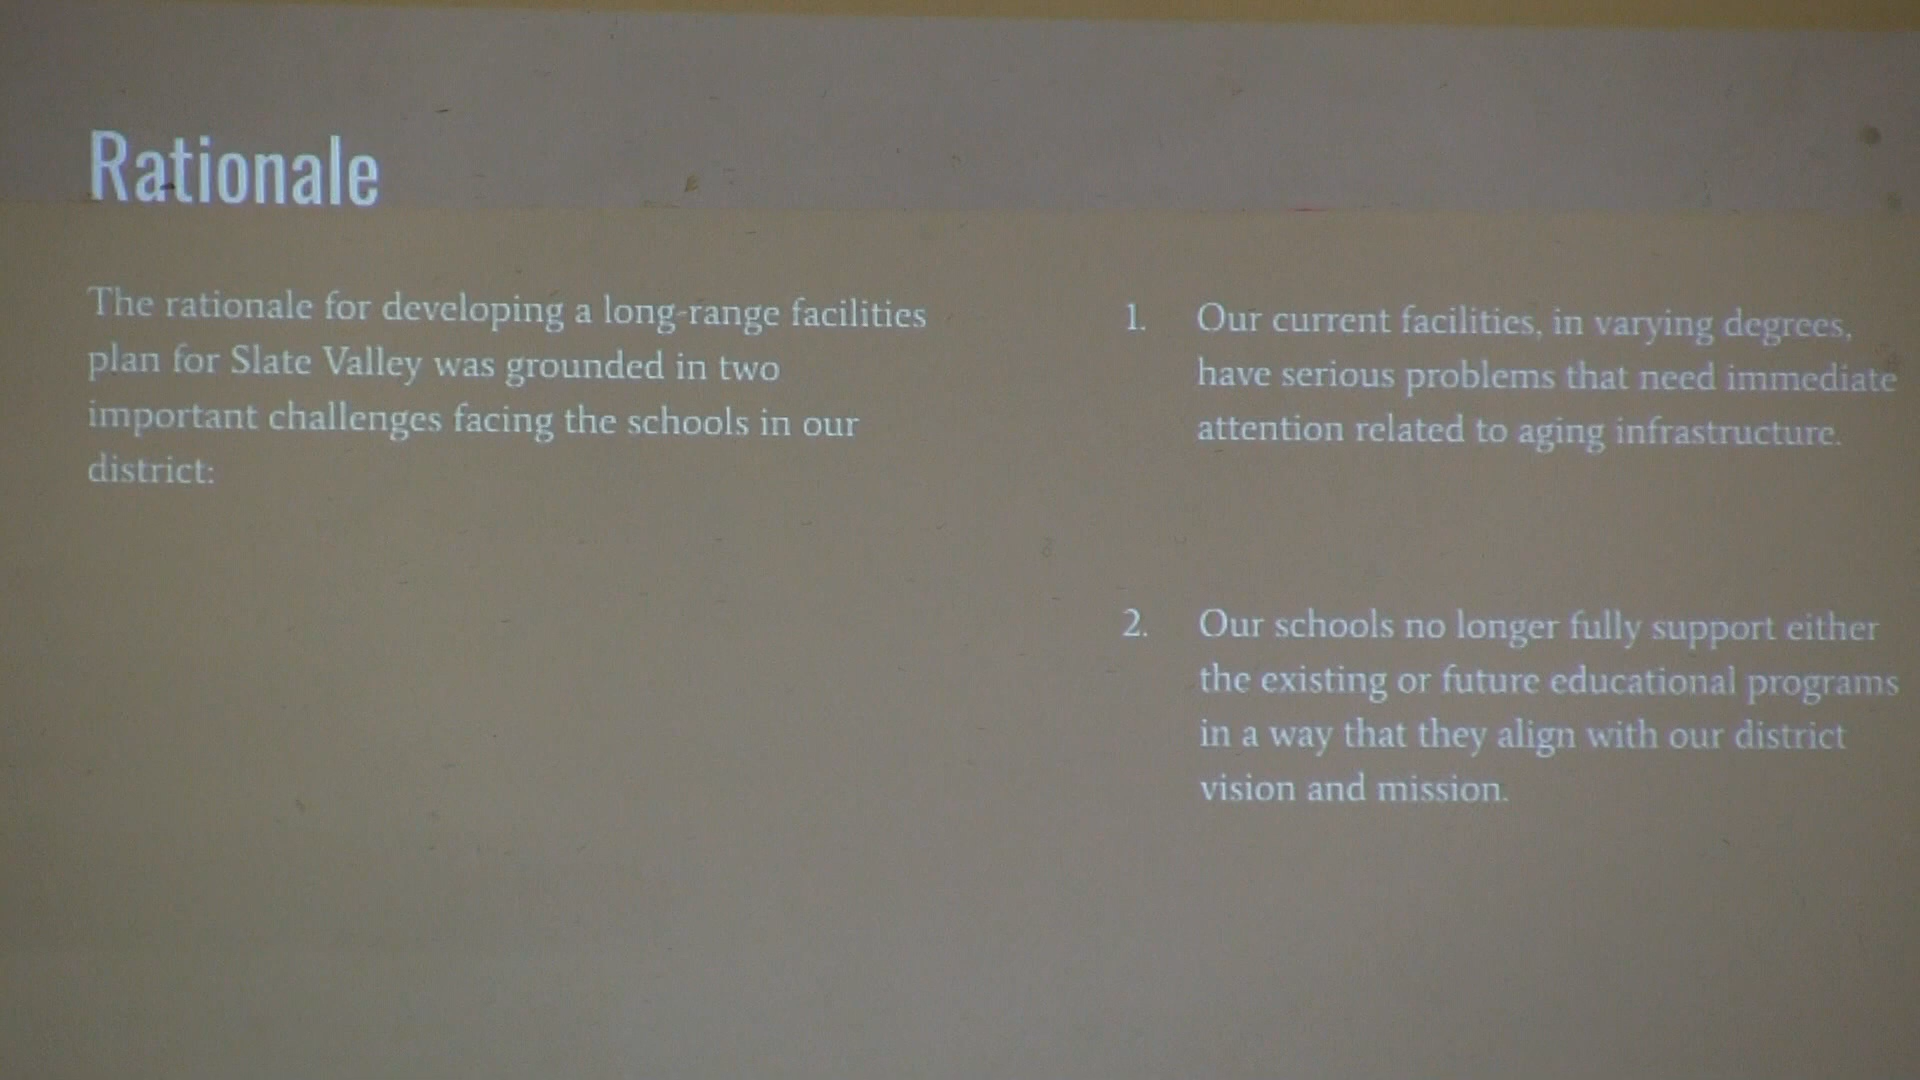 Rationale
The rationale for developing a long-range facilities
plan for Slate Valley was grounded in two
important challenges facing the schools in our
district:
1. Our current facilities, in varying degrees,
have serious problems that need immediate
attention related to aging infrastructure.
2. Our schools no longer fully support either
the existing or future educational programs
in a way that they align with our district
vision and mission.